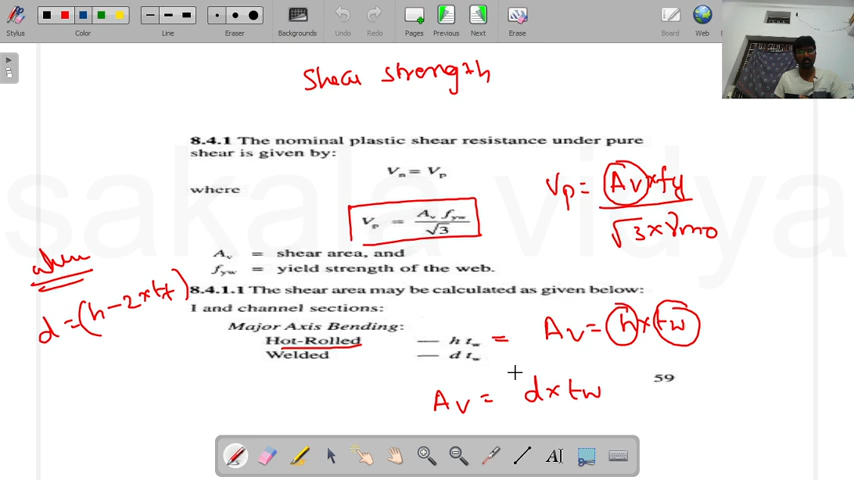 Stylus
Color
Line
Eraser
Backgrounds
Undo
Redo
Pages
Previous
Next
Erase
Board
Web
Shear strength
8.4.1 The nominal plastic shear resistance under pure
shear is given by:
Vn = Vp
where
Vp = Av fyw / √3
Vp = Av × fy / √3 × γmo
Av = shear area, and
fyw = yield strength of the web.
8.4.1.1 The shear area may be calculated as given below:
I and channel sections:
Major Axis Bending:
Hot-Rolled — h tw = Av = h × tw
Welded — d tw
59
when
d = (h - 2 × tf)
Av = d × tw
sakala vidya